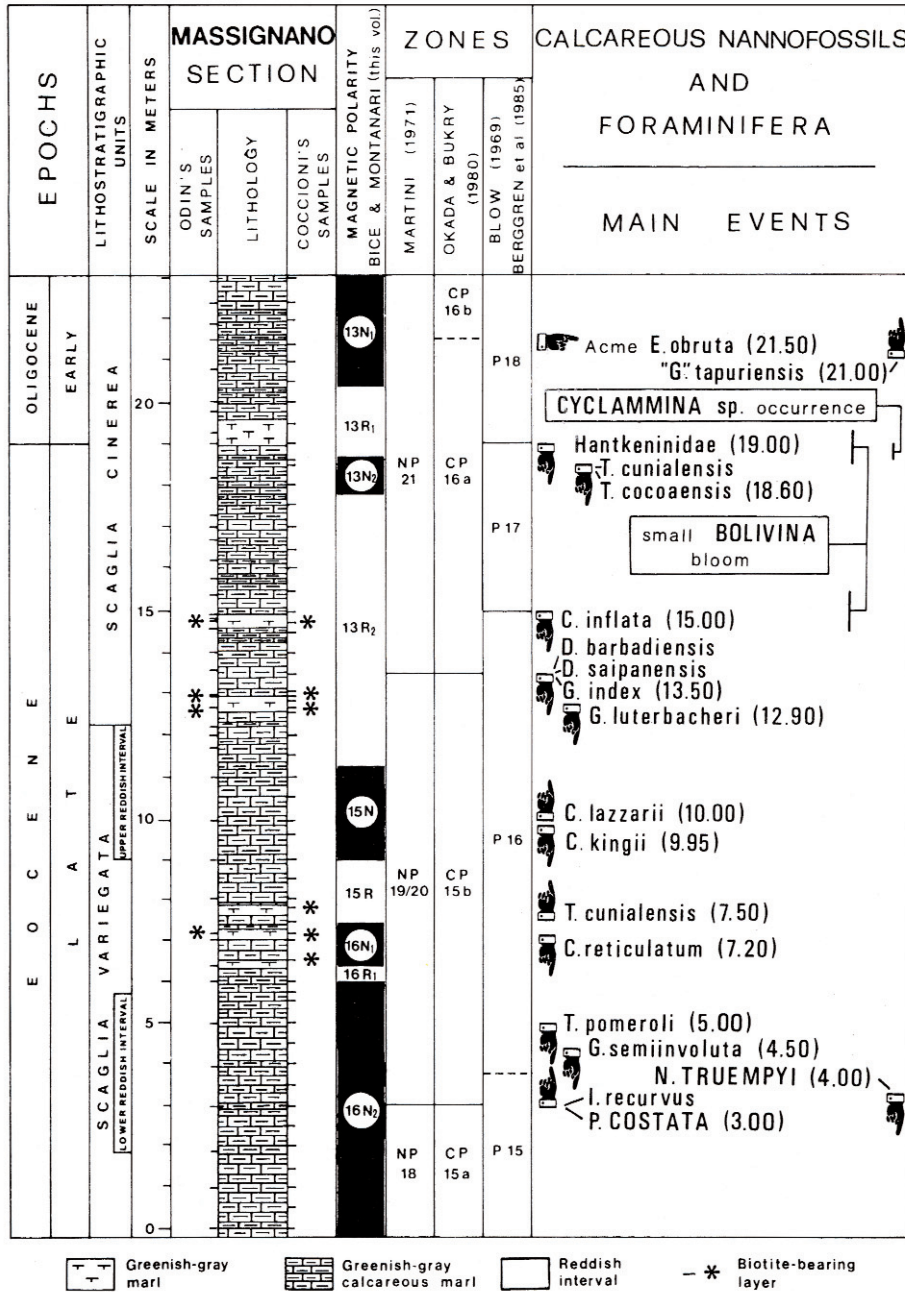 EPOCHS
LITHOSTRATIGRAPHIC
UNITS
SCALE IN METERS
MASSIGNANO
SECTION
ODIN'S
SAMPLES
LITHOLOGY
COCCIONI'S
SAMPLES
MAGNETIC POLARITY
BICE & MONTANARI (this vol.)
ZONES
MARTINI (1971)
OKADA & BUKRY
(1980)
BLOW (1969)
BERGGREN et al (1985)
CALCAREOUS NANNOFOSSILS
AND
FORAMINIFERA
MAIN EVENTS
OLIGOCENE
EARLY
EOCENE
LATE
SCAGLIA CINEREA
SCAGLIA VARIEGATA
UPPER REDDISH INTERVAL
LOWER REDDISH INTERVAL
20
15
10
5
0
* *
* *
* *
*
* *
*
13N1
13R1
13N2
13R2
15N
15R
16N1
16R1
16N2
NP
21
NP
19/20
NP
18
CP
16b
CP
16a
CP
15b
CP
15a
P18
P17
P16
P15
Acme E. obruta (21.50)
"G". tapuriensis (21.00)
CYCLAMMINA sp. occurrence
Hantkeninidae (19.00)
T. cunialensis
T. cocoaensis (18.60)
small BOLIVINA
bloom
C. inflata (15.00)
D. barbadiensis
D. saipanensis
G. index (13.50)
G. luterbacheri (12.90)
C. lazzarii (10.00)
C. kingii (9.95)
T. cunialensis (7.50)
C. reticulatum (7.20)
T. pomeroli (5.00)
G. semiinvoluta (4.50)
N. TRUEMPYI (4.00)
I. recurvus
P. COSTATA (3.00)
Greenish-gray
marl
Greenish-gray
calcareous marl
Reddish
interval
– * Biotite-bearing
layer